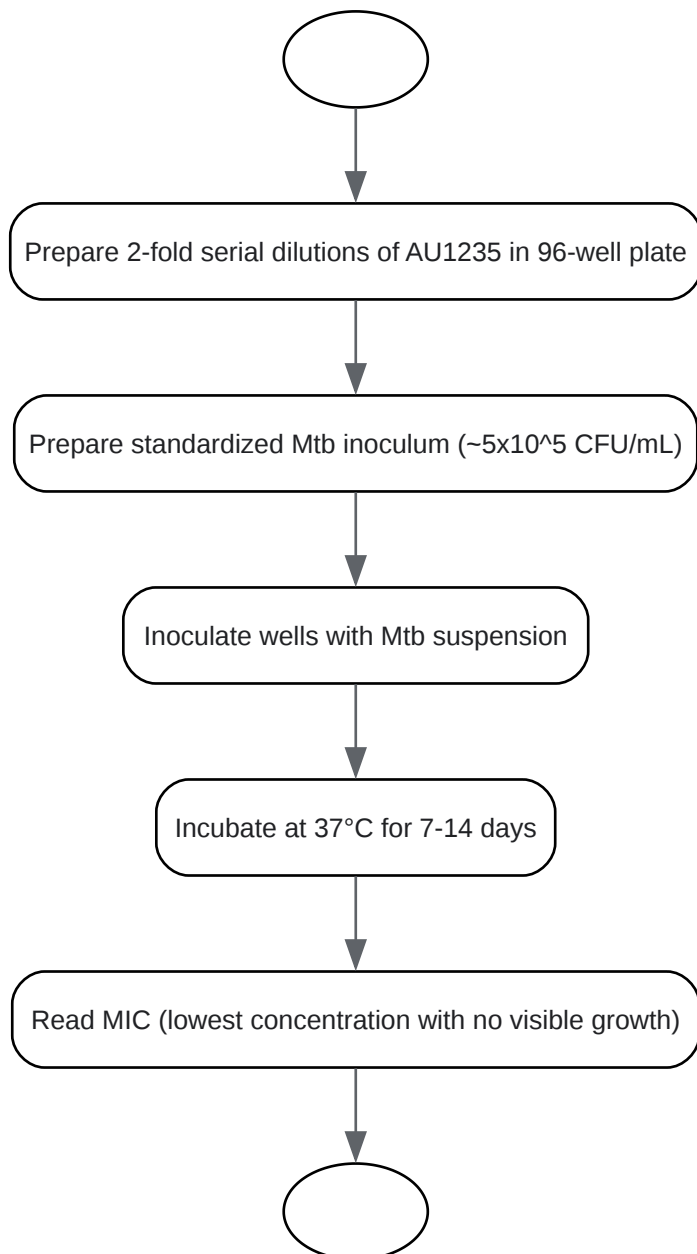 Prepare 2-fold serial dilutions of AU1235 in 96-well plate
Prepare standardized Mtb inoculum (~5x10^5 CFU/mL)
Inoculate wells with Mtb suspension
Incubate at 37°C for 7-14 days
Read MIC (lowest concentration with no visible growth)